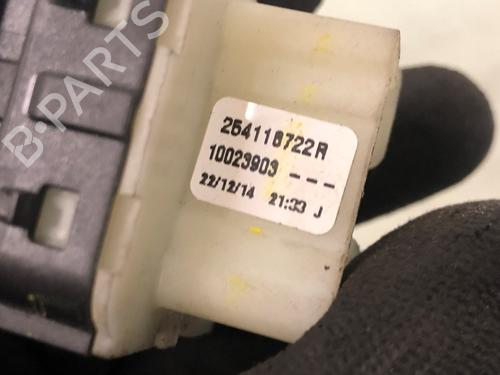 B-PARTS
254116722R
10023903 ---
22/12/14 21:33 J